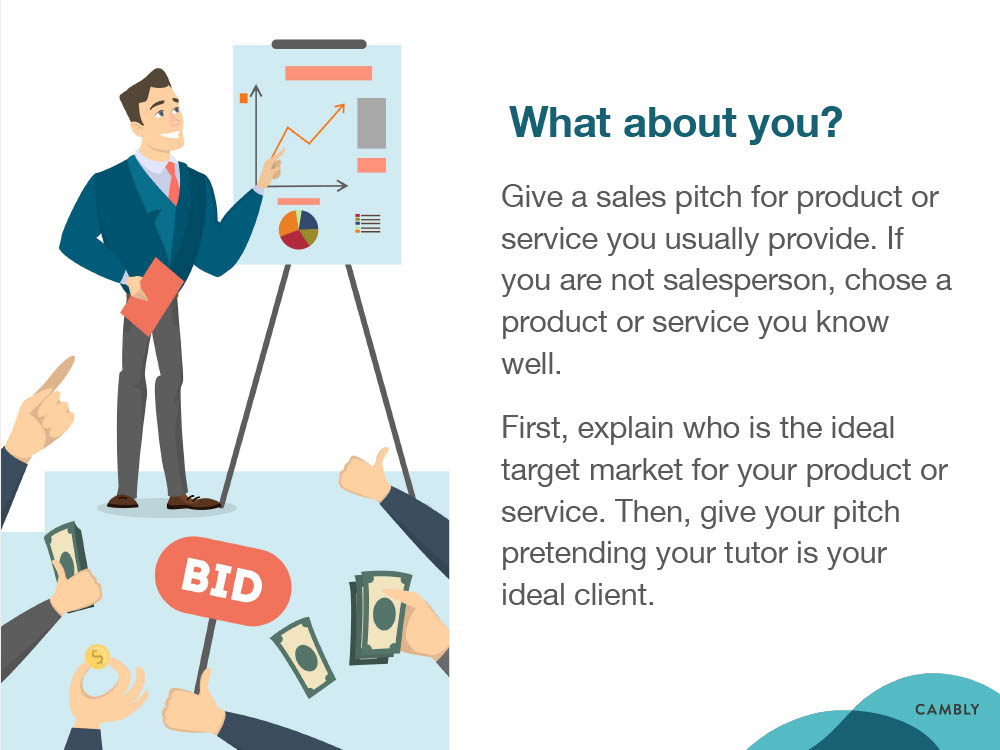 What about you?
Give a sales pitch for product or
service you usually provide. If
you are not salesperson, chose a
product or service you know
well.
First, explain who is the ideal
target market for your product or
service. Then, give your pitch
pretending your tutor is your
ideal client.
BID
CAMBLY